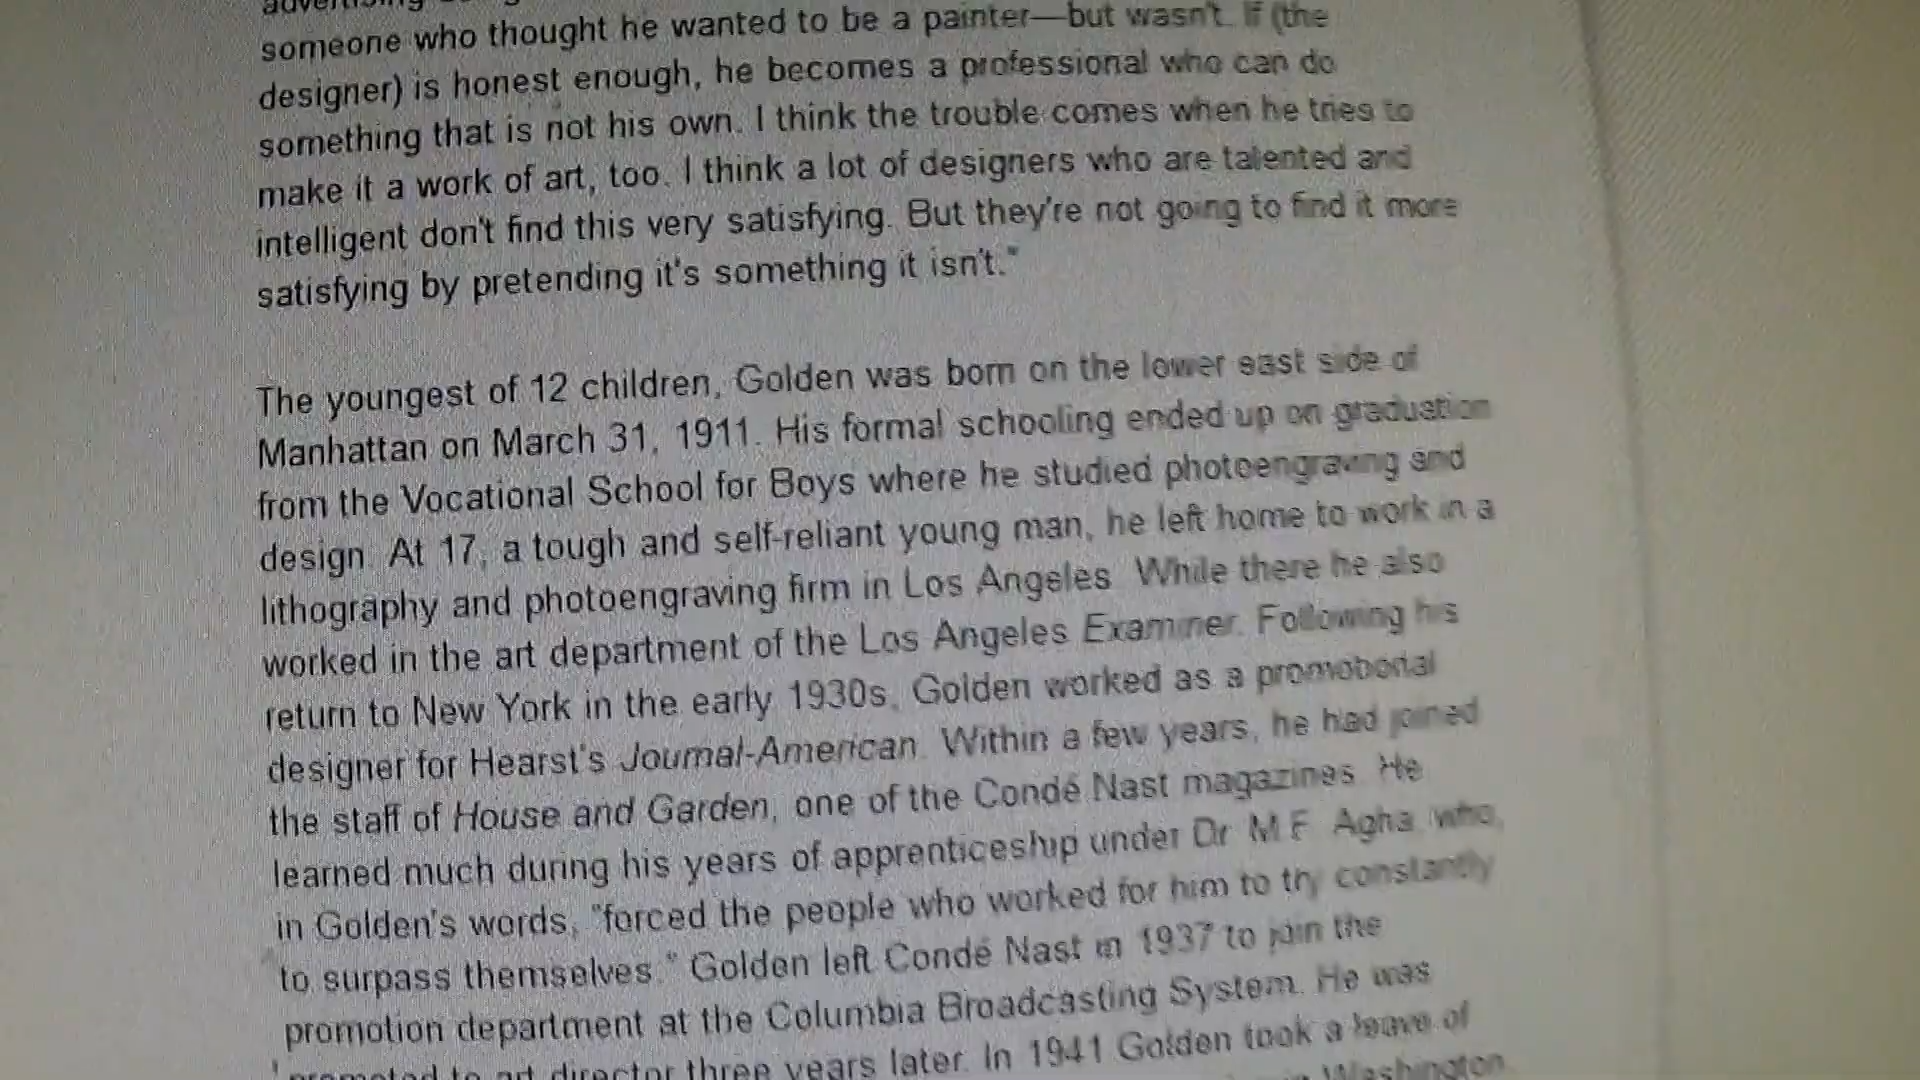 advertising
someone who thought he wanted to be a painter—but wasn't. If (the
designer) is honest enough, he becomes a professional who can do
something that is not his own. I think the trouble comes when he tries to
make it a work of art, too. I think a lot of designers who are talented and
intelligent don't find this very satisfying. But they're not going to find it more
satisfying by pretending it's something it isn't."
The youngest of 12 children, Golden was born on the lower east side of
Manhattan on March 31, 1911. His formal schooling ended up on graduation
from the Vocational School for Boys where he studied photoengraving and
design. At 17, a tough and self-reliant young man, he left home to work in a
lithography and photoengraving firm in Los Angeles. While there he also
worked in the art department of the Los Angeles Examiner. Following his
return to New York in the early 1930s, Golden worked as a promotional
designer for Hearst's Journal-American. Within a few years, he had joined
the staff of House and Garden, one of the Condé Nast magazines. He
learned much during his years of apprenticeship under Dr. M.F. Agha who,
in Golden's words, "forced the people who worked for him to try constantly
to surpass themselves." Golden left Condé Nast in 1937 to join the
promotion department at the Columbia Broadcasting System. He was
promoted to art director three years later. In 1941 Golden took a leave of
Washington